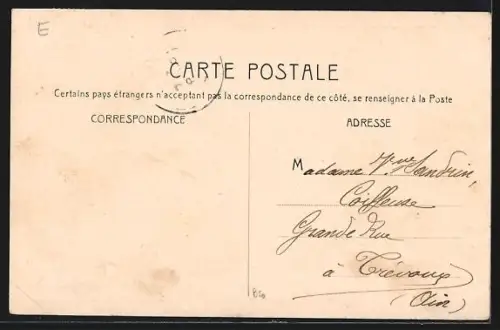 E
CARTE POSTALE
Certains pays étrangers n'acceptant pas la correspondance de ce côté, se renseigner à la Poste
CORRESPONDANCE
ADRESSE
Madame Vve Sandrin,
Coiffeuse
Grande Rue
à Trévoux
(Ain)